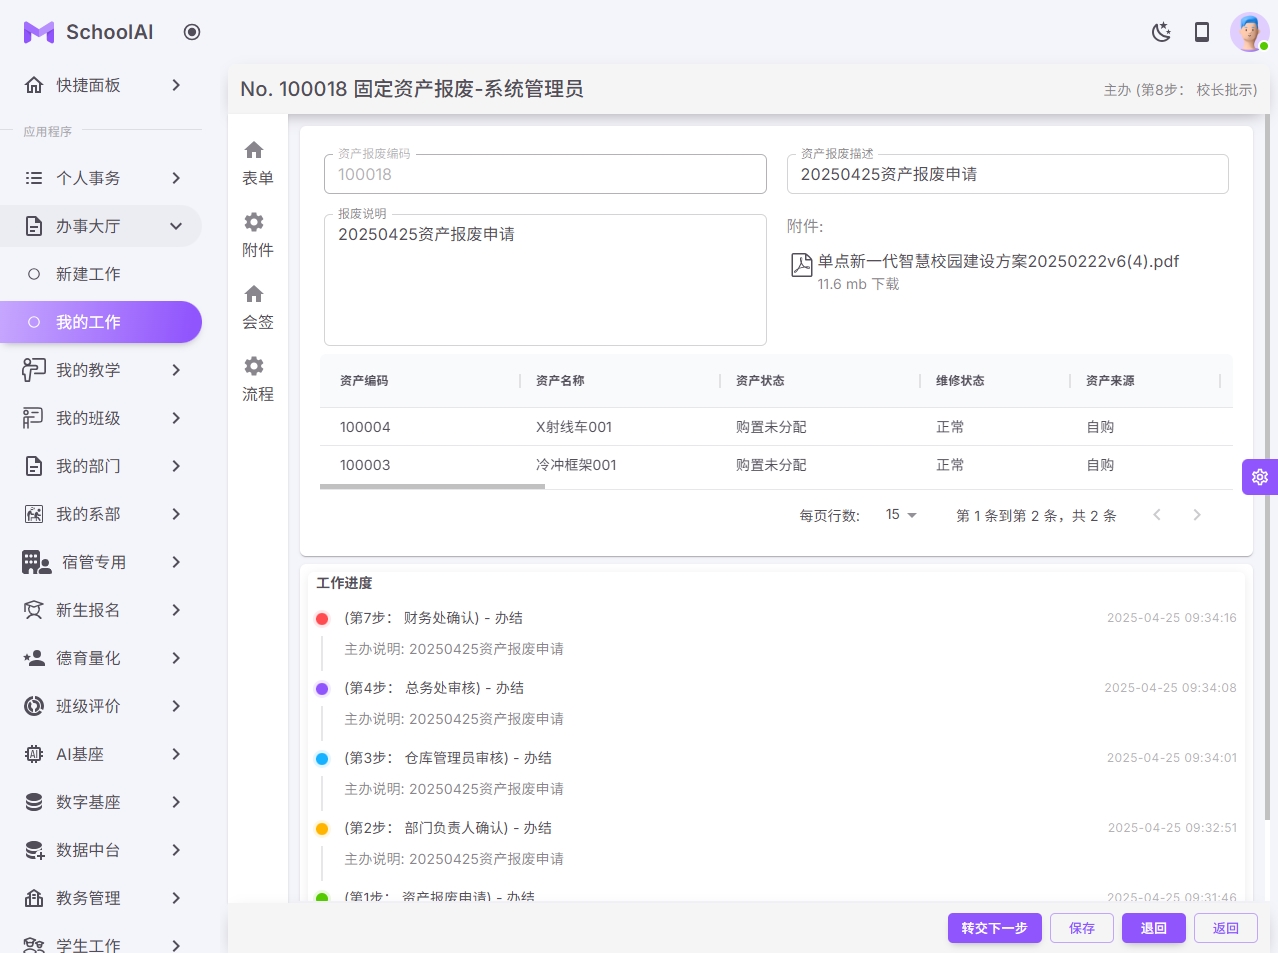 SchoolAI
快捷面板
应用程序
个人事务
办事大厅
新建工作
我的工作
我的教学
我的班级
我的部门
我的系部
宿管专用
新生报名
德育量化
班级评价
AI基座
数字基座
数据中台
教务管理
学生工作
No. 100018 固定资产报废-系统管理员
主办 (第8步： 校长批示)
表单
附件
会签
流程
资产报废编码
100018
资产报废描述
20250425资产报废申请
报废说明
20250425资产报废申请
附件:
单点新一代智慧校园建设方案20250222v6(4).pdf
11.6 mb 下载
资产编码 资产名称 资产状态 维修状态 资产来源
100004 X射线车001 购置未分配 正常 自购
100003 冷冲框架001 购置未分配 正常 自购
每页行数: 15 第 1 条到第 2 条，共 2 条
工作进度
(第7步： 财务处确认) - 办结 2025-04-25 09:34:16
主办说明: 20250425资产报废申请
(第4步： 总务处审核) - 办结 2025-04-25 09:34:08
主办说明: 20250425资产报废申请
(第3步： 仓库管理员审核) - 办结 2025-04-25 09:34:01
主办说明: 20250425资产报废申请
(第2步： 部门负责人确认) - 办结 2025-04-25 09:32:51
主办说明: 20250425资产报废申请
(第1步： 资产报废申请) - 办结 2025-04-25 09:31:46
转交下一步 保存 退回 返回